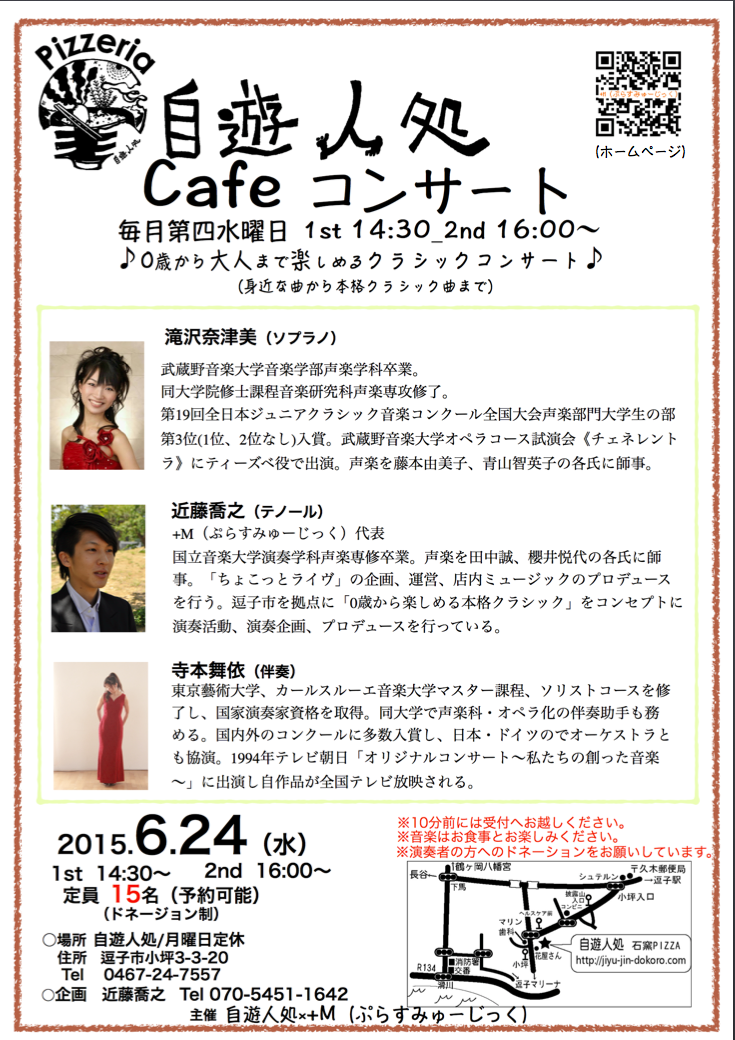 Pizzeria
自遊人処
+M（ぷらすみゅーじっく）
(ホームページ)
自遊人処
Cafe コンサート
毎月第四水曜日 1st 14:30_2nd 16:00～
♪0歳から大人まで楽しめるクラシックコンサート♪
(身近な曲から本格クラシック曲まで)
滝沢奈津美（ソプラノ）
武蔵野音楽大学音楽学部声楽学科卒業。
同大学院修士課程音楽研究科声楽専攻修了。
第19回全日本ジュニアクラシック音楽コンクール全国大会声楽部門大学生の部
第3位(1位、2位なし)入賞。武蔵野音楽大学オペラコース試演会《チェネレント
ラ》にティーズベ役で出演。声楽を藤本由美子、青山智英子の各氏に師事。
近藤喬之（テノール）
+M（ぷらすみゅーじっく）代表
国立音楽大学演奏学科声楽専修卒業。声楽を田中誠、櫻井悦代の各氏に師
事。「ちょこっとライヴ」の企画、運営、店内ミュージックのプロデュース
を行う。逗子市を拠点に「0歳から楽しめる本格クラシック」をコンセプトに
演奏活動、演奏企画、プロデュースを行っている。
寺本舞依（伴奏）
東京藝術大学、カールスルーエ音楽大学マスター課程、ソリストコースを修
了し、国家演奏家資格を取得。同大学で声楽科・オペラ化の伴奏助手も務
める。国内外のコンクールに多数入賞し、日本・ドイツのでオーケストラと
も協演。1994年テレビ朝日「オリジナルコンサート～私たちの創った音楽
～」に出演し自作品が全国テレビ放映される。
2015.6.24（水）
1st 14:30～ 2nd 16:00～
定員 15名（予約可能）
（ドネージョン制）
○場所 自遊人処/月曜日定休
住所 逗子市小坪3-3-20
Tel 0467-24-7557
○企画 近藤喬之 Tel 070-5451-1642
主催 自遊人処×+M (ぷらすみゅーじっく)
※10分前には受付へお越しください。
※音楽はお食事とお楽しみください。
※演奏者の方へのドネーションをお願いしています。
↑鶴ヶ岡八幡宮
長谷←
下馬
〒久木郵便局
シュテルン
→逗子駅
小坪入口
披露山
入口
コンビニ
ヘルスケア前
マリン
歯科
小坪
花屋さん
自遊人処 石窯PIZZA
http://jiyu-jin-dokoro.com
消防署
交番
R134
滑川
逗子マリーナ